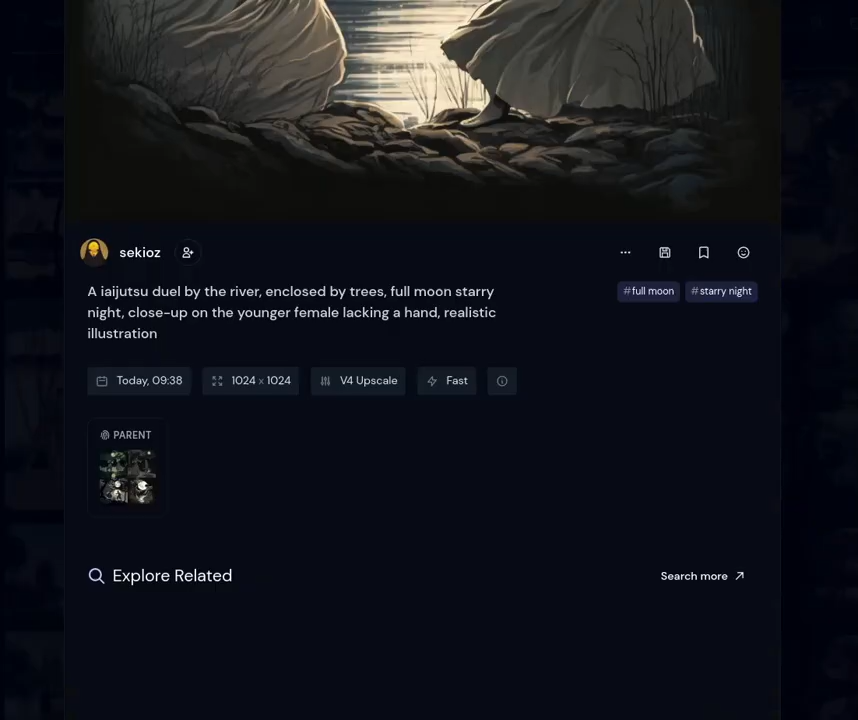 sekioz
A iaijutsu duel by the river, enclosed by trees, full moon starry
night, close-up on the younger female lacking a hand, realistic
illustration
#full moon #starry night
Today, 09:38 1024 x 1024 V4 Upscale Fast
PARENT
Explore Related
Search more